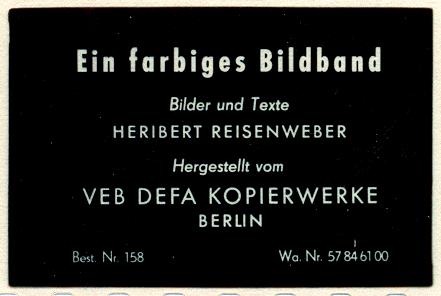 Ein farbiges Bildband
Bilder und Texte
HERIBERT REISENWEBER
Hergestellt vom
VEB DEFA KOPIERWERKE
BERLIN
Best. Nr. 158 Wa. Nr. 57 84 61 00